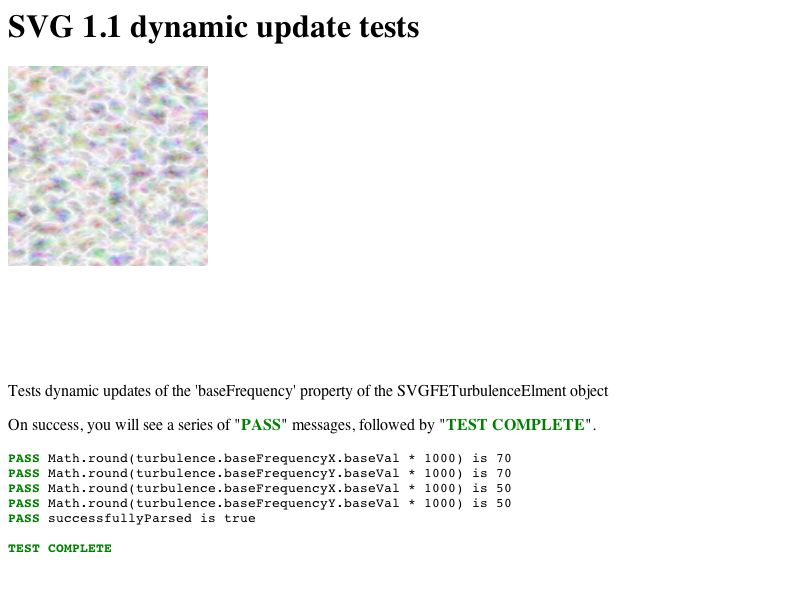 SVG 1.1 dynamic update tests
Tests dynamic updates of the 'baseFrequency' property of the SVGFETurbulenceElment object
On success, you will see a series of "PASS" messages, followed by "TEST COMPLETE".
PASS Math.round(turbulence.baseFrequencyX.baseVal * 1000) is 70
PASS Math.round(turbulence.baseFrequencyY.baseVal * 1000) is 70
PASS Math.round(turbulence.baseFrequencyX.baseVal * 1000) is 50
PASS Math.round(turbulence.baseFrequencyY.baseVal * 1000) is 50
PASS successfullyParsed is true
TEST COMPLETE